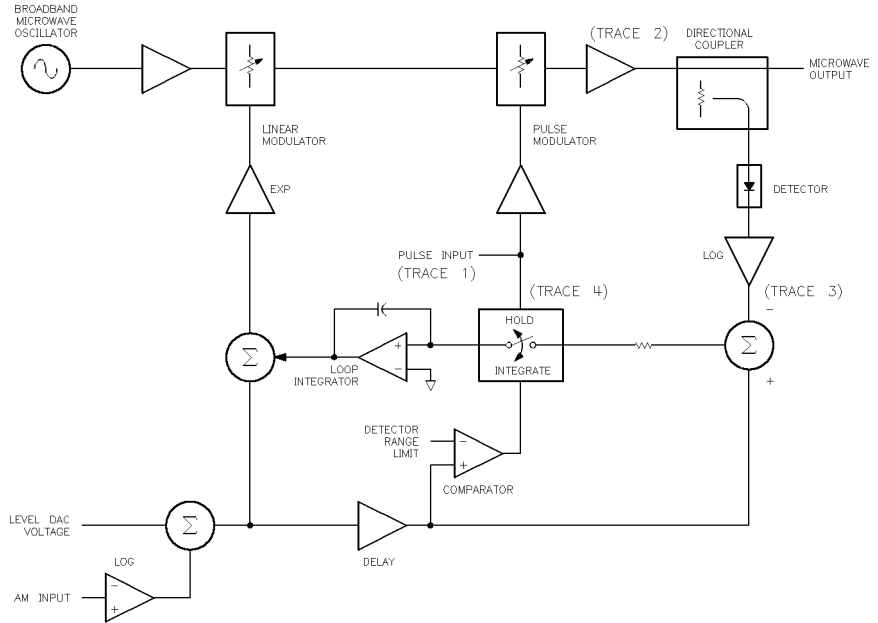 BROADBAND
MICROWAVE
OSCILLATOR
(TRACE 2)
DIRECTIONAL
COUPLER
MICROWAVE
OUTPUT
LINEAR
MODULATOR
PULSE
MODULATOR
EXP
DETECTOR
PULSE INPUT
(TRACE 1)
LOG
(TRACE 4)
(TRACE 3)
-
HOLD
Σ
+
-
LOOP
INTEGRATOR
INTEGRATE
Σ
+
DETECTOR
RANGE
LIMIT
-
+
COMPARATOR
LEVEL DAC
VOLTAGE
Σ
DELAY
LOG
AM INPUT
-
+